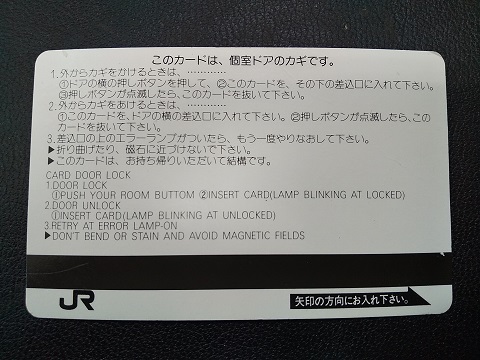 このカードは、個室ドアのカギです。
1.外からカギをかけるときは、…………
①ドアの横の押しボタンを押して、②このカードを、その下の差込口に入れて下さい。
③押しボタンが点滅したら、このカードを抜いて下さい。
2.外からカギをあけるときは、…………
①このカードを、ドアの横の差込口に入れて下さい。②押しボタンが点滅したら、この
カードを抜いて下さい。
3.差込口の上のエラーランプがついたら、もう一度やりなおして下さい。
▶折り曲げたり、磁石に近づけないで下さい。
▶このカードは、お持ち帰りいただいて結構です。
CARD DOOR LOCK
1.DOOR LOCK
①PUSH YOUR ROOM BUTTOM ②INSERT CARD(LAMP BLINKING AT LOCKED)
2.DOOR UNLOCK
①INSERT CARD(LAMP BLINKING AT UNLOCKED)
3.RETRY AT ERROR LAMP-ON
▶DON'T BEND OR STAIN AND AVOID MAGNETIC FIELDS
JR
矢印の方向にお入れ下さい。